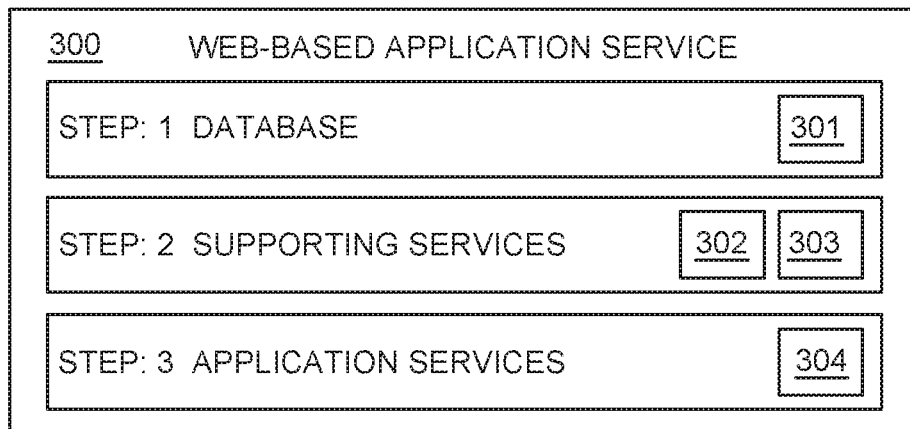 300 WEB-BASED APPLICATION SERVICE
STEP: 1 DATABASE 301
STEP: 2 SUPPORTING SERVICES 302 303
STEP: 3 APPLICATION SERVICES 304